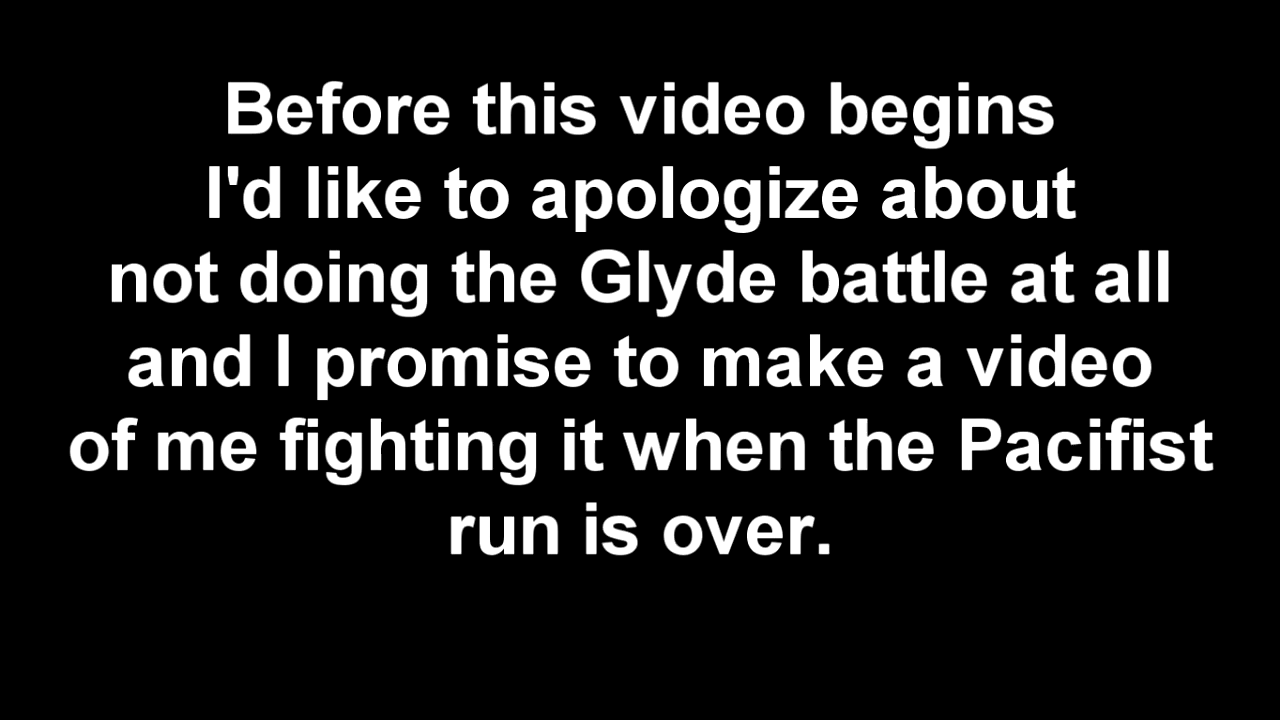 Before this video begins
I'd like to apologize about
not doing the Glyde battle at all
and I promise to make a video
of me fighting it when the Pacifist
run is over.